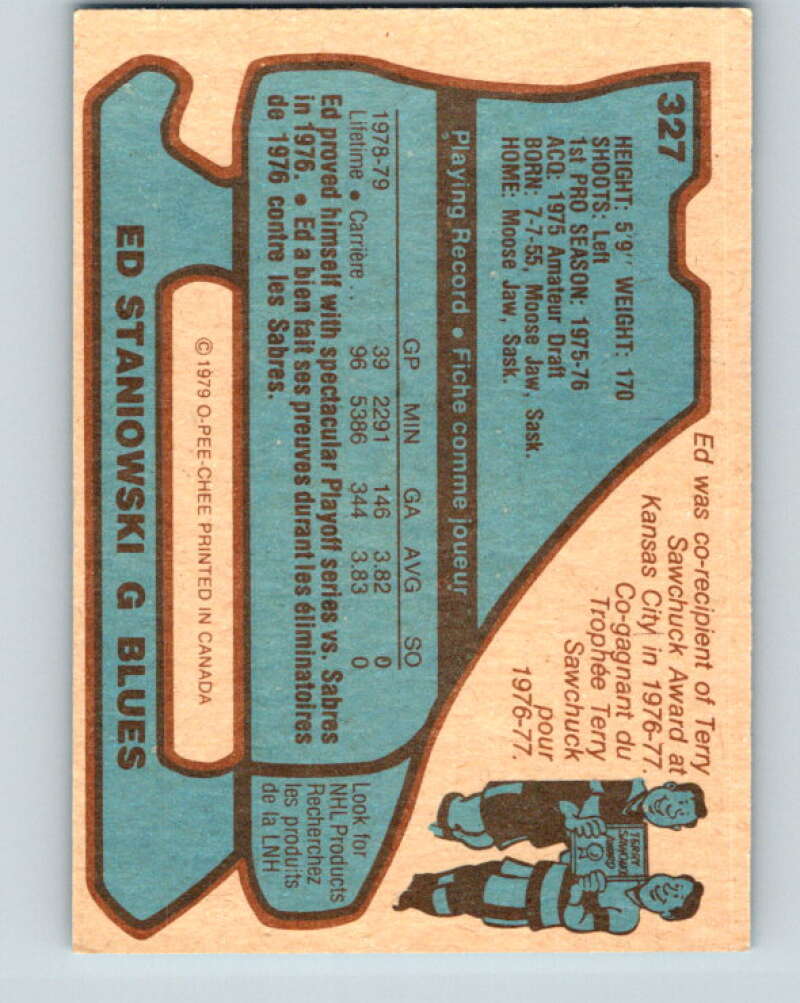 327
HEIGHT: 5'9" WEIGHT: 170
SHOOTS: Left
1st PRO SEASON: 1975-76
ACQ: 1975 Amateur Draft
BORN: 7-7-55, Moose Jaw, Sask.
HOME: Moose Jaw, Sask.
Ed was co-recipient of Terry
Sawchuck Award at
Kansas City in 1976-77.
Co-gagnant du
Trophée Terry
Sawchuck
pour
1976-77.
TERRY
SAWCHUK
AWARD
Playing Record • Fiche comme joueur
GP MIN GA AVG SO
1978-79 39 2291 146 3.82 0
Lifetime • Carrière .. 96 5386 344 3.83 0
Ed proved himself with spectacular Playoff series vs. Sabres
in 1976. • Ed a bien fait ses preuves durant les éliminatoires
de 1976 contre les Sabres.
Look for
NHL Products
Recherchez
les produits
de la LNH
© 1979 O-PEE-CHEE PRINTED IN CANADA
ED STANIOWSKI G BLUES